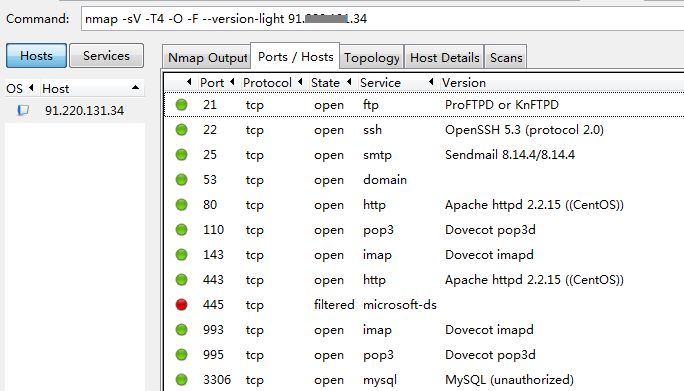 Command: nmap -sV -T4 -O -F --version-light 91. .34
Hosts Services Nmap Output Ports / Hosts Topology Host Details Scans
OS Host Port Protocol State Service Version
91.220.131.34
21 tcp open ftp ProFTPD or KnFTPD
22 tcp open ssh OpenSSH 5.3 (protocol 2.0)
25 tcp open smtp Sendmail 8.14.4/8.14.4
53 tcp open domain
80 tcp open http Apache httpd 2.2.15 ((CentOS))
110 tcp open pop3 Dovecot pop3d
143 tcp open imap Dovecot imapd
443 tcp open http Apache httpd 2.2.15 ((CentOS))
445 tcp filtered microsoft-ds
993 tcp open imap Dovecot imapd
995 tcp open pop3 Dovecot pop3d
3306 tcp open mysql MySQL (unauthorized)